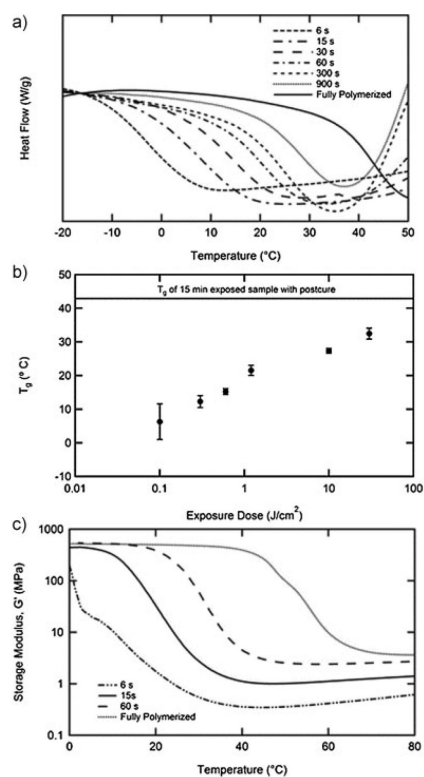 a)
Heat Flow (W/g)
6 s
15 s
30 s
60 s
300 s
900 s
Fully Polymerized
-20 -10 0 10 20 30 40 50
Temperature (°C)
b)
Tg (° C)
50
40
30
20
10
0
-10
Tg of 15 min exposed sample with postcure
0.01 0.1 1 10 100
Exposure Dose (J/cm2)
c)
Storage Modulus, G' (MPa)
1000
100
10
1
0.1
6 s
15s
60 s
Fully Polymerized
0 20 40 60 80
Temperature (°C)